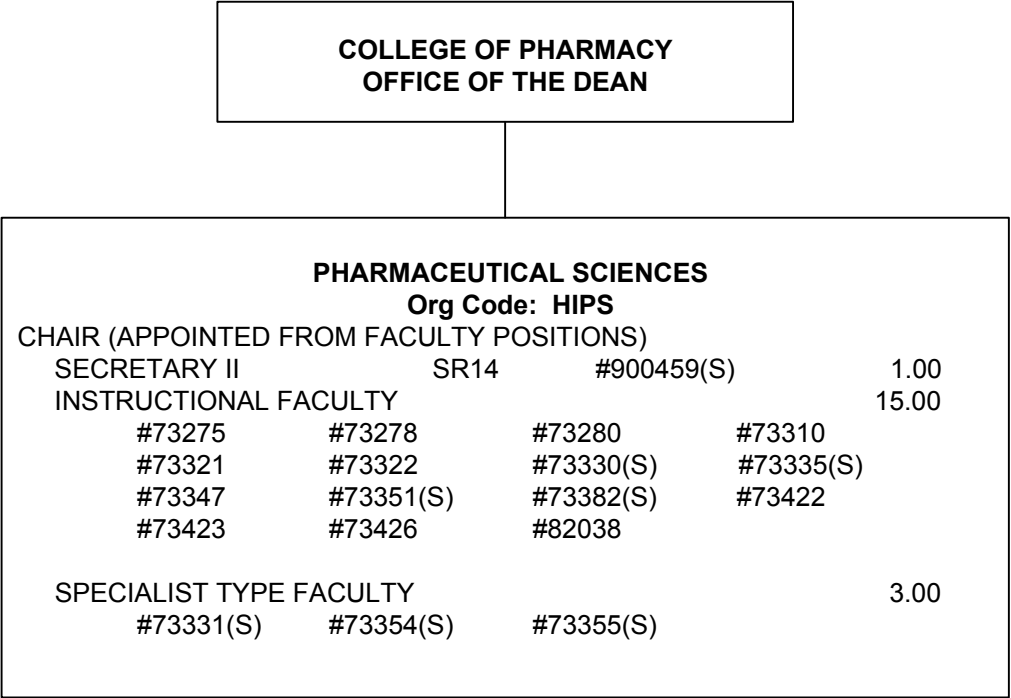 COLLEGE OF PHARMACY
OFFICE OF THE DEAN
PHARMACEUTICAL SCIENCES
Org Code: HIPS
CHAIR (APPOINTED FROM FACULTY POSITIONS)
SECRETARY II SR14 #900459(S) 1.00
INSTRUCTIONAL FACULTY 15.00
#73275 #73278 #73280 #73310
#73321 #73322 #73330(S) #73335(S)
#73347 #73351(S) #73382(S) #73422
#73423 #73426 #82038
SPECIALIST TYPE FACULTY 3.00
#73331(S) #73354(S) #73355(S)